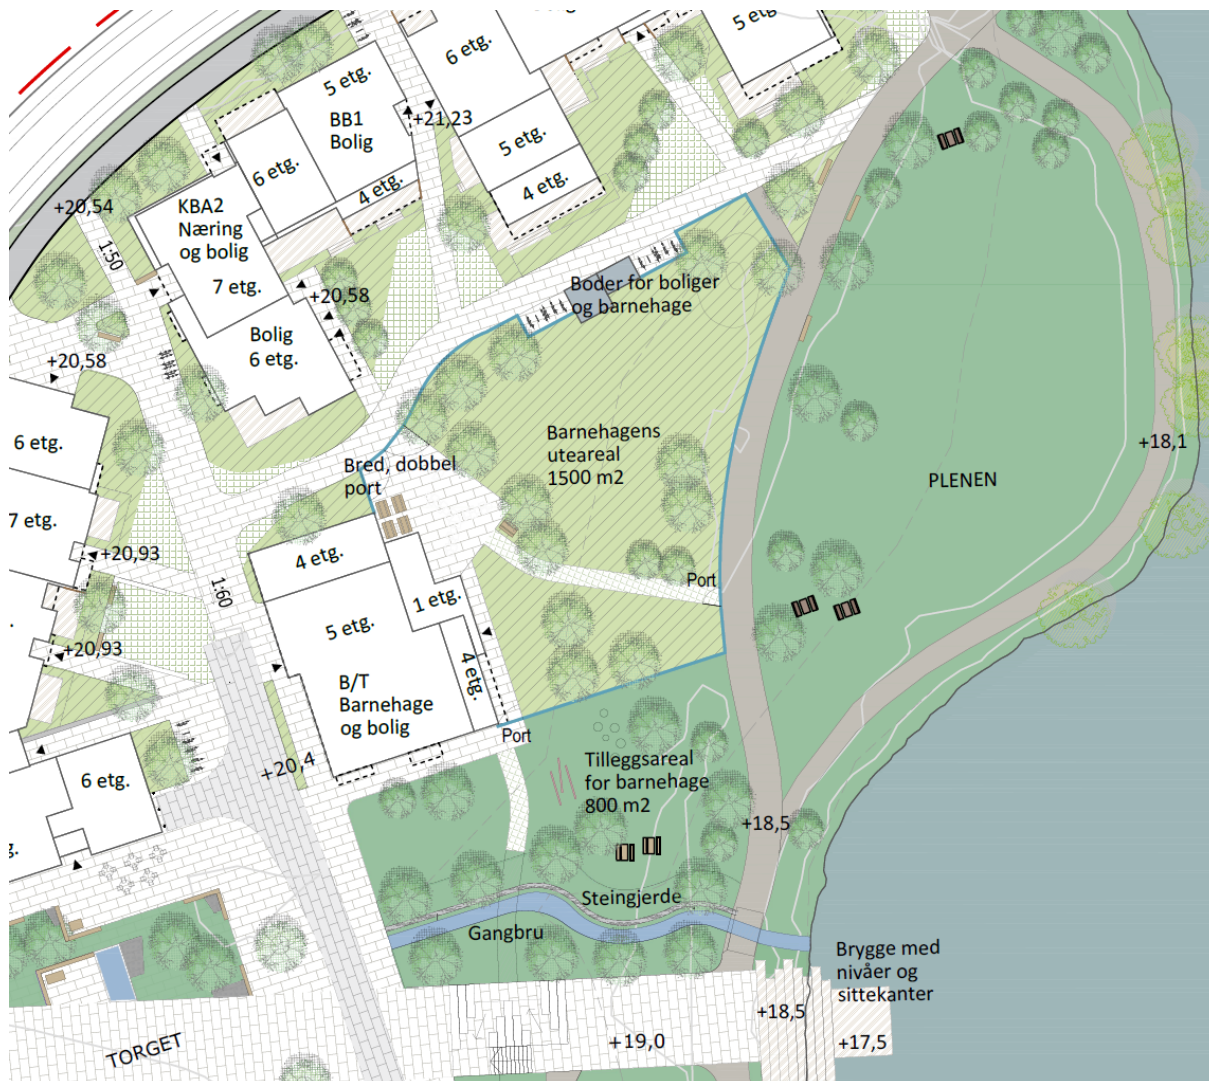 5 etg.
6 etg.
5 etg.
BB1
Bolig
+21,23
5 etg.
6 etg.
4 etg.
4 etg.
+20,54
KBA2
Næring
og bolig
7 etg.
1:50
+20,58
Bolig
6 etg.
Boder for boliger
og barnehage
+20,58
6 etg.
Barnehagens
uteareal
1500 m2
+18,1
Bred, dobbel
port
PLENEN
7 etg.
+20,93
4 etg.
1:60
1 etg.
Port
5 etg.
+20,93
4 etg.
B/T
Barnehage
og bolig
Port
+20,4
6 etg.
Tilleggsareal
for barnehage
800 m2
+18,5
Steingjerde
Gangbru
Brygge med
nivåer og
sittekanter
+18,5
TORGET
+19,0
+17,5